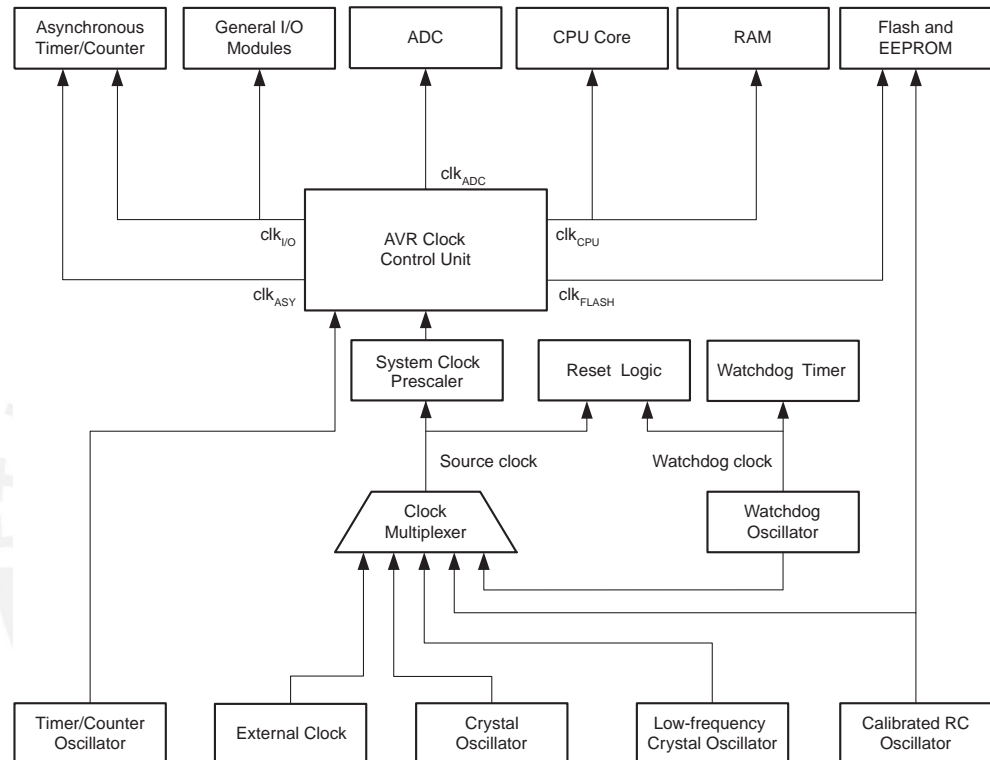 Asynchronous
Timer/Counter
General I/O
Modules
ADC
CPU Core
RAM
Flash and
EEPROM
clkADC
clkI/O
AVR Clock
Control Unit
clkCPU
clkASY
clkFLASH
System Clock
Prescaler
Reset Logic
Watchdog Timer
Source clock
Watchdog clock
Clock
Multiplexer
Watchdog
Oscillator
Timer/Counter
Oscillator
External Clock
Crystal
Oscillator
Low-frequency
Crystal Oscillator
Calibrated RC
Oscillator